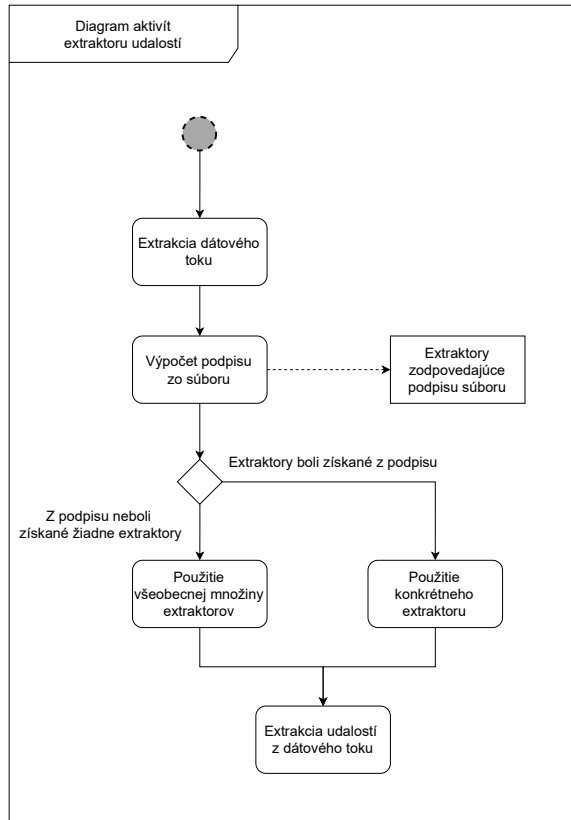 Diagram aktivít
extraktoru udalostí
Extrakcia dátového
toku
Výpočet podpisu
zo súboru
Extraktory
zodpovedajúce
podpisu súboru
Extraktory boli získané z podpisu
Z podpisu neboli
získané žiadne extraktory
Použitie
všeobecnej množiny
extraktorov
Použitie
konkrétneho
extraktoru
Extrakcia udalostí
z dátového toku